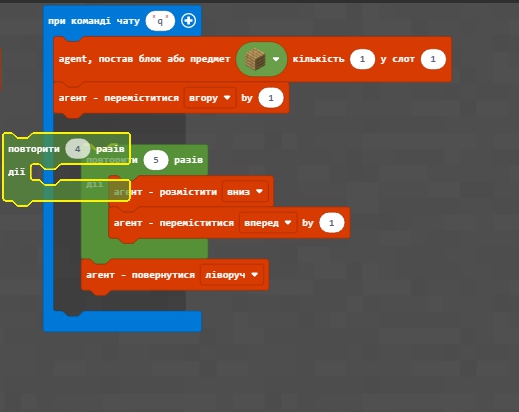 при команді чату "q"
agent, постав блок або предмет кількість 1 у слот 1
агент - переміститися вгору by 1
повторити 4 разів
дії
повторити 5 разів
дії
агент - розмістити вниз
агент - переміститися вперед by 1
агент - повернутися ліворуч